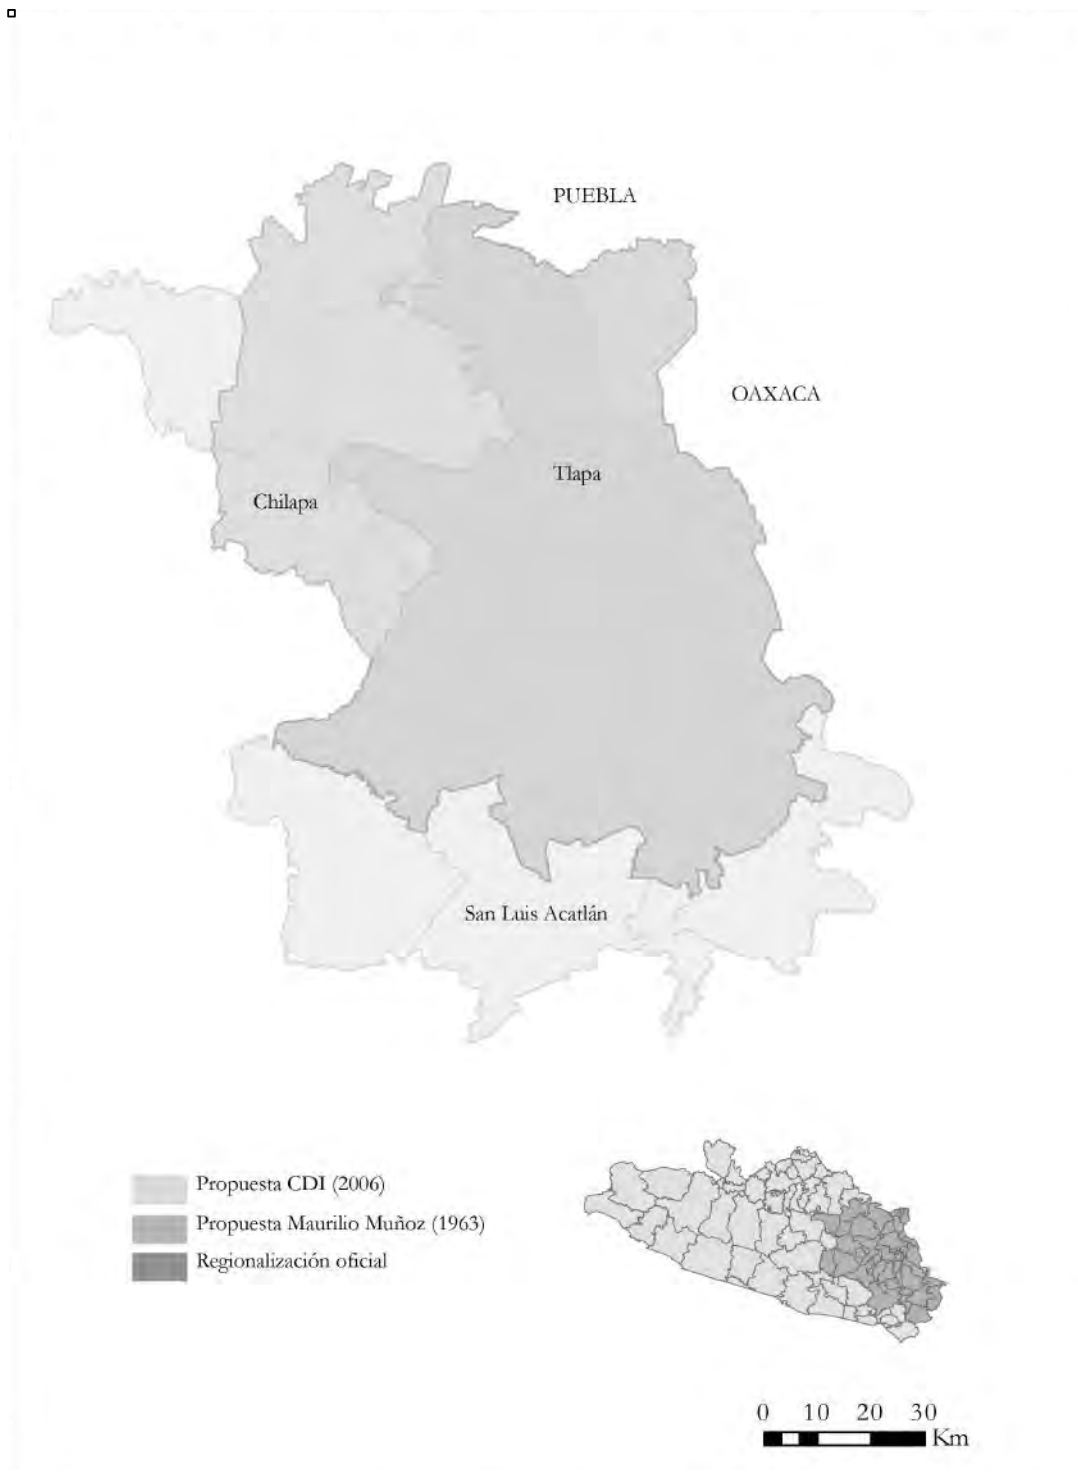 PUEBLA
OAXACA
Tlapa
Chilapa
San Luis Acatlán
Propuesta CDI (2006)
Propuesta Maurilio Muñoz (1963)
Regionalización oficial
0 10 20 30
Km